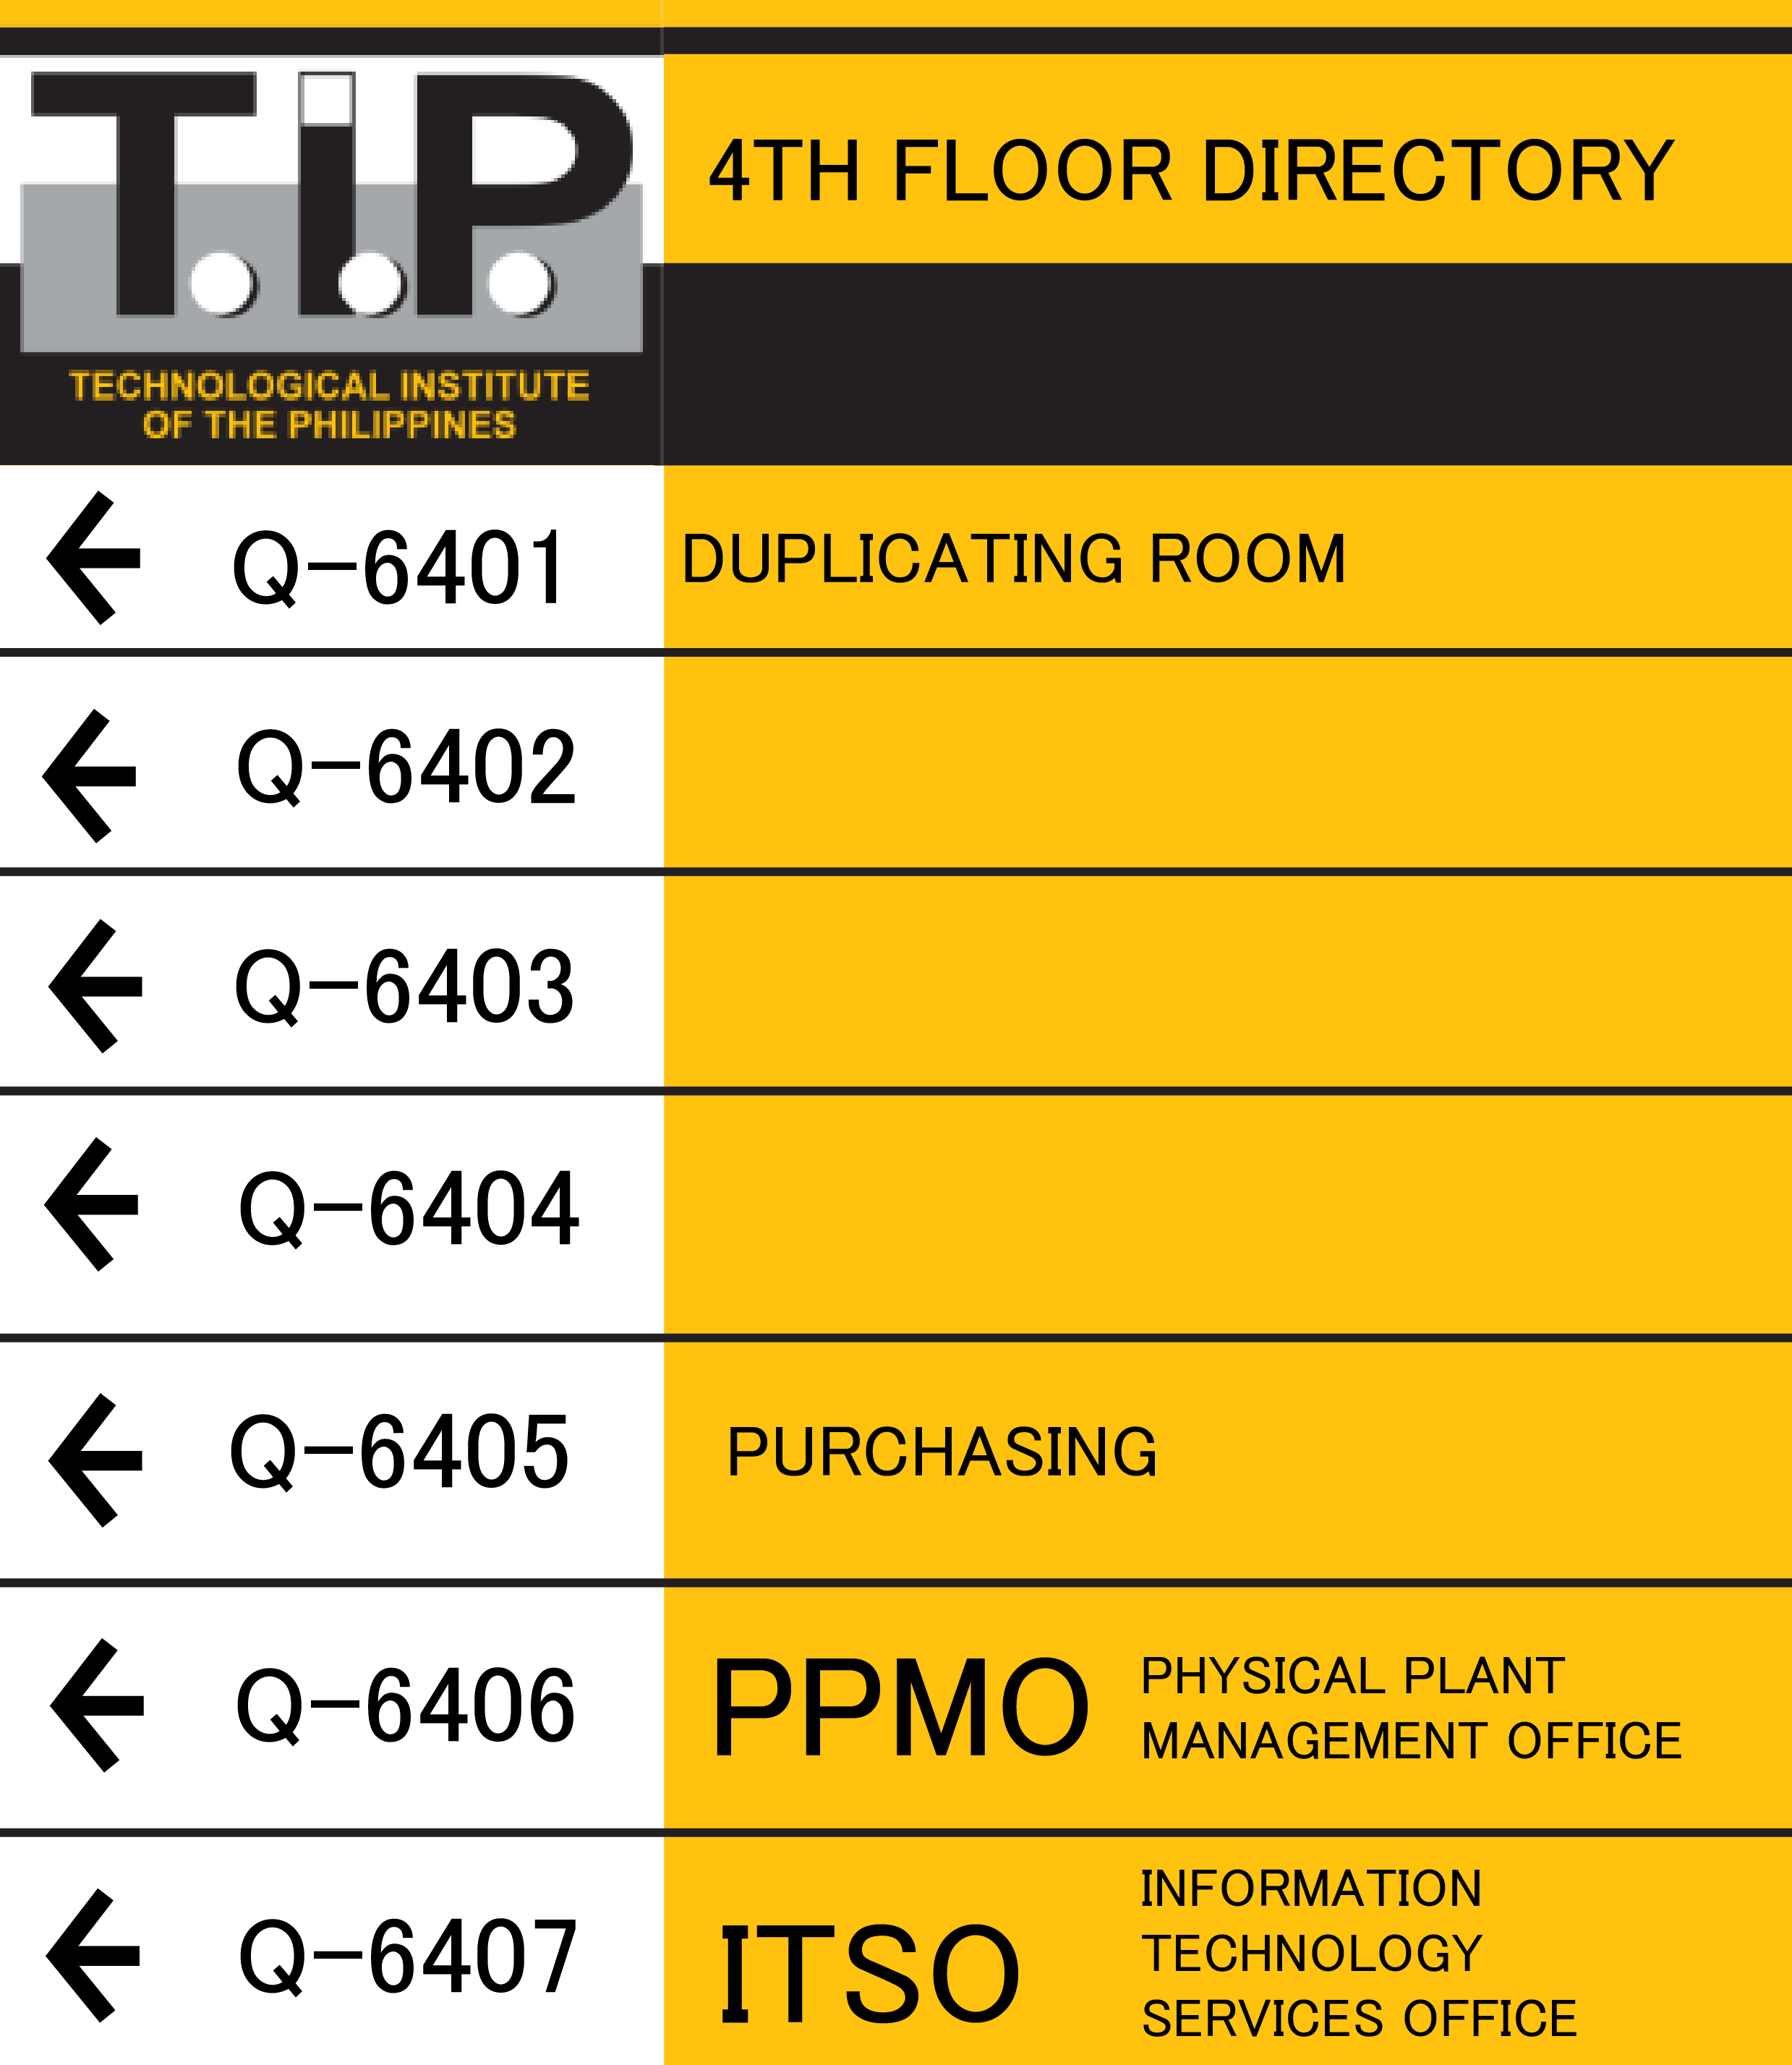 T.i.P.
4TH FLOOR DIRECTORY
TECHNOLOGICAL INSTITUTE
OF THE PHILIPPINES
Q-6401 DUPLICATING ROOM
Q-6402
Q-6403
Q-6404
Q-6405 PURCHASING
Q-6406 PPMO
PHYSICAL PLANT
MANAGEMENT OFFICE
Q-6407 ITSO
INFORMATION
TECHNOLOGY
SERVICES OFFICE